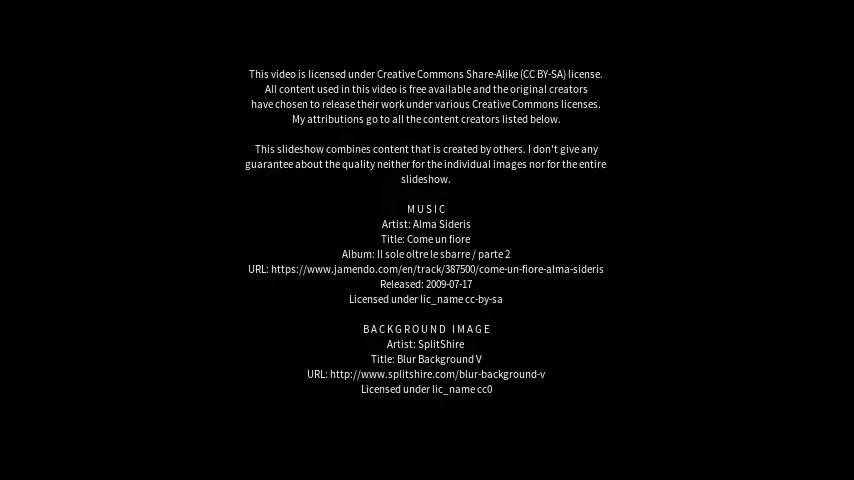 This video is licensed under Creative Commons Share-Alike (CC BY-SA) license.
All content used in this video is free available and the original creators
have chosen to release their work under various Creative Commons licenses.
My attributions go to all the content creators listed below.
This slideshow combines content that is created by others. I don't give any
guarantee about the quality neither for the individual images nor for the entire
slideshow.
MUSIC
Artist: Alma Sideris
Title: Come un fiore
Album: Il sole oltre le sbarre / parte 2
URL: https://www.jamendo.com/en/track/387500/come-un-fiore-alma-sideris
Released: 2009-07-17
Licensed under lic_name cc-by-sa
BACKGROUND IMAGE
Artist: SplitShire
Title: Blur Background V
URL: http://www.splitshire.com/blur-background-v
Licensed under lic_name cc0